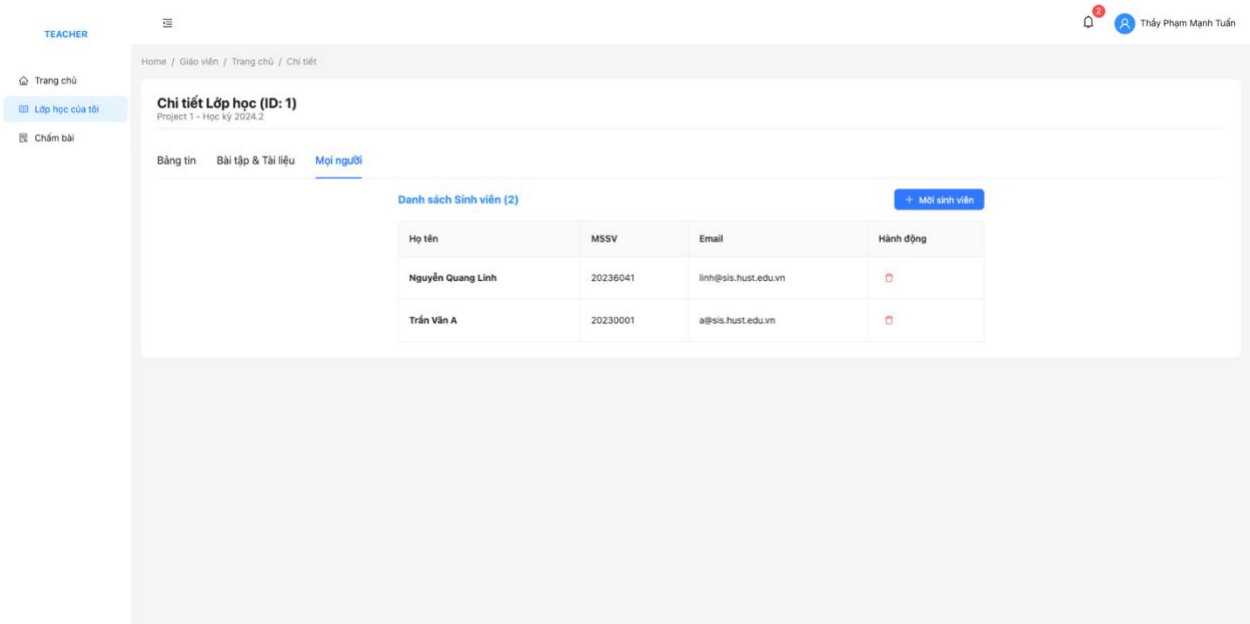 TEACHER
Trang chủ
Lớp học của tôi
Chấm bài
2
Thầy Phạm Mạnh Tuấn
Home / Giáo viên / Trang chủ / Chi tiết
Chi tiết Lớp học (ID: 1)
Project 1 - Học kỳ 2024.2
Bảng tin Bài tập & Tài liệu Mọi người
Danh sách Sinh viên (2)
+ Mời sinh viên
Họ tên MSSV Email Hành động
Nguyễn Quang Linh 20236041 linh@sis.hust.edu.vn
Trần Văn A 20230001 a@sis.hust.edu.vn